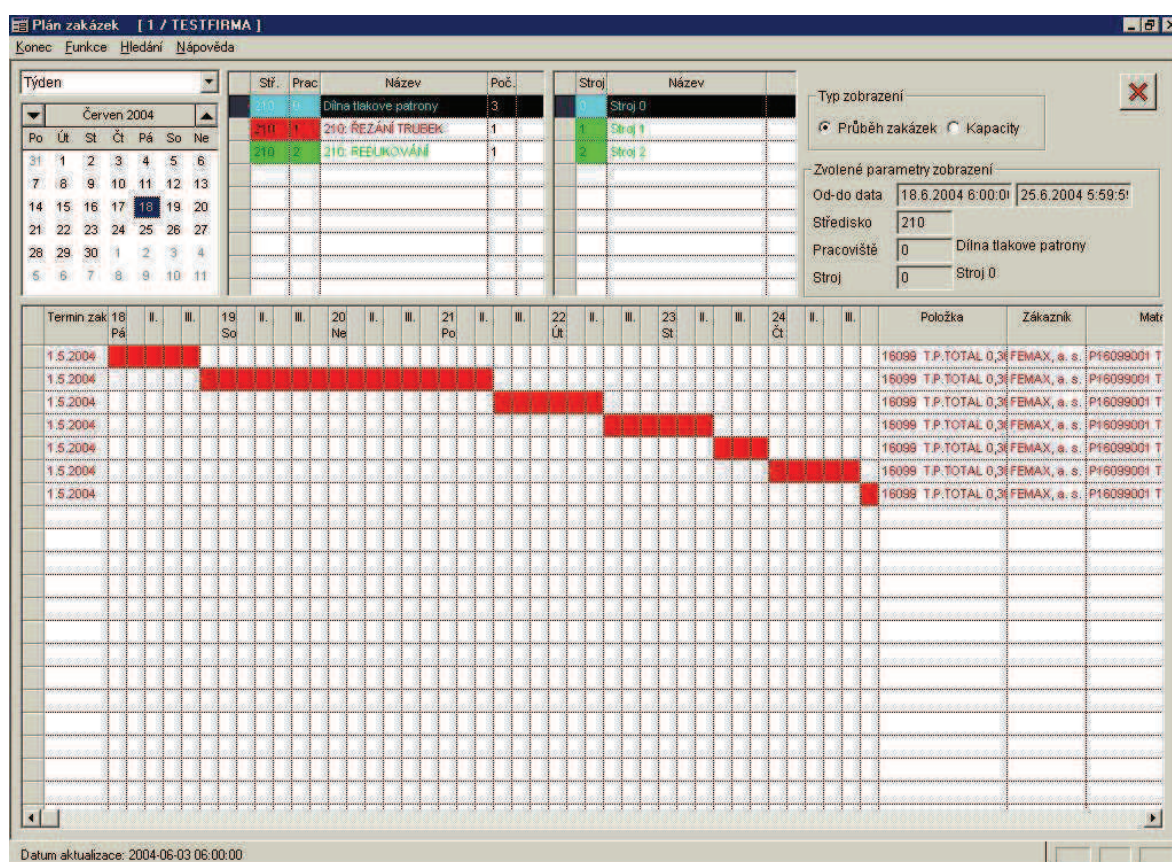 Plán zakázek [ 1 / TESTFIRMA ]
Konec Funkce Hledání Nápověda
Týden
Červen 2004
Po Út St Čt Pá So Ne
31 1 2 3 4 5 6
7 8 9 10 11 12 13
14 15 16 17 18 19 20
21 22 23 24 25 26 27
28 29 30 1 2 3 4
5 6 7 8 9 10 11
Stř. Prac Název Poč.
210 0 Dílna tlakove patrony 3
210 1 210: ŘEZÁNÍ TRUBEK 1
210 2 1
Stroj Název
0 Stroj 0
1 Stroj 1
2 Stroj 2
Typ zobrazení
Průběh zakázek Kapacity
Zvolené parametry zobrazení
Od-do data 18.6.2004 6:00:0 25.6.2004 5:59:5
Středisko 210
Pracoviště 0 Dílna tlakove patrony
Stroj 0 Stroj 0
Termin zak 18 II. III. 19 II. III. 20 II. III. 21 II. III. 22 II. III. 23 II. III. 24 II. III. Položka Zákazník Mate
Pá So Ne Po Út St Čt
1.5.2004 16099 T.P.TOTAL 0,3 FEMAX, a. s. P16099001 T
1.5.2004 16099 T.P.TOTAL 0,3 FEMAX, a. s. P16099001 T
1.5.2004 16099 T.P.TOTAL 0,3 FEMAX, a. s. P16099001 T
1.5.2004 16099 T.P.TOTAL 0,3 FEMAX, a. s. P16099001 T
1.5.2004 16099 T.P.TOTAL 0,3 FEMAX, a. s. P16099001 T
1.5.2004 16099 T.P.TOTAL 0,3 FEMAX, a. s. P16099001 T
1.5.2004 16099 T.P.TOTAL 0,3 FEMAX, a. s. P16099001 T
Datum aktualizace: 2004-06-03 06:00:00